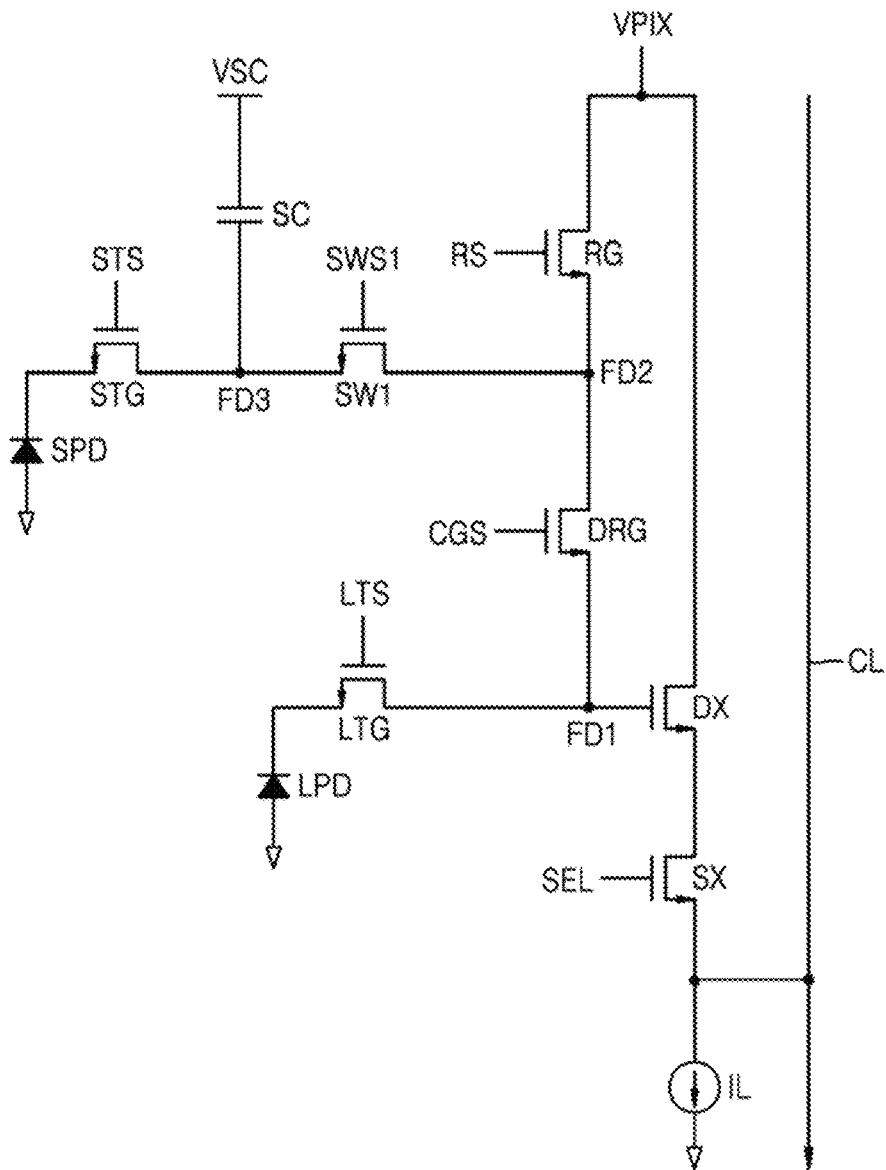 VPIX
VSC
SC
STS
SWS1
RS
RG
STG
FD3
SW1
FD2
SPD
CGS
DRG
LTS
CL
LTG
FD1
DX
LPD
SEL
SX
IL